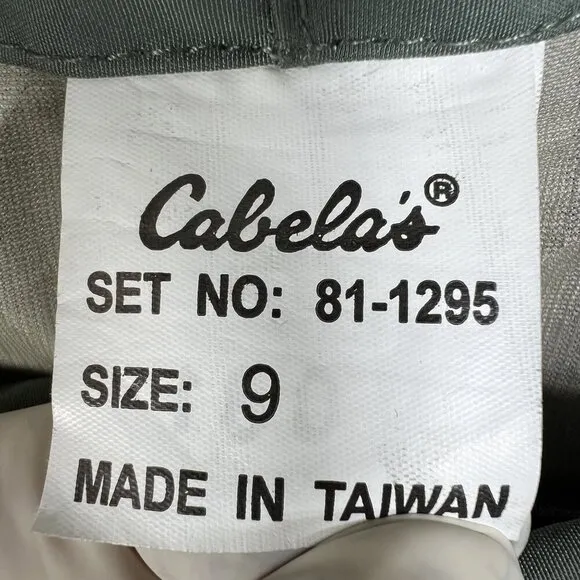 Cabela's®
SET NO: 81-1295
SIZE: 9
MADE IN TAIWAN